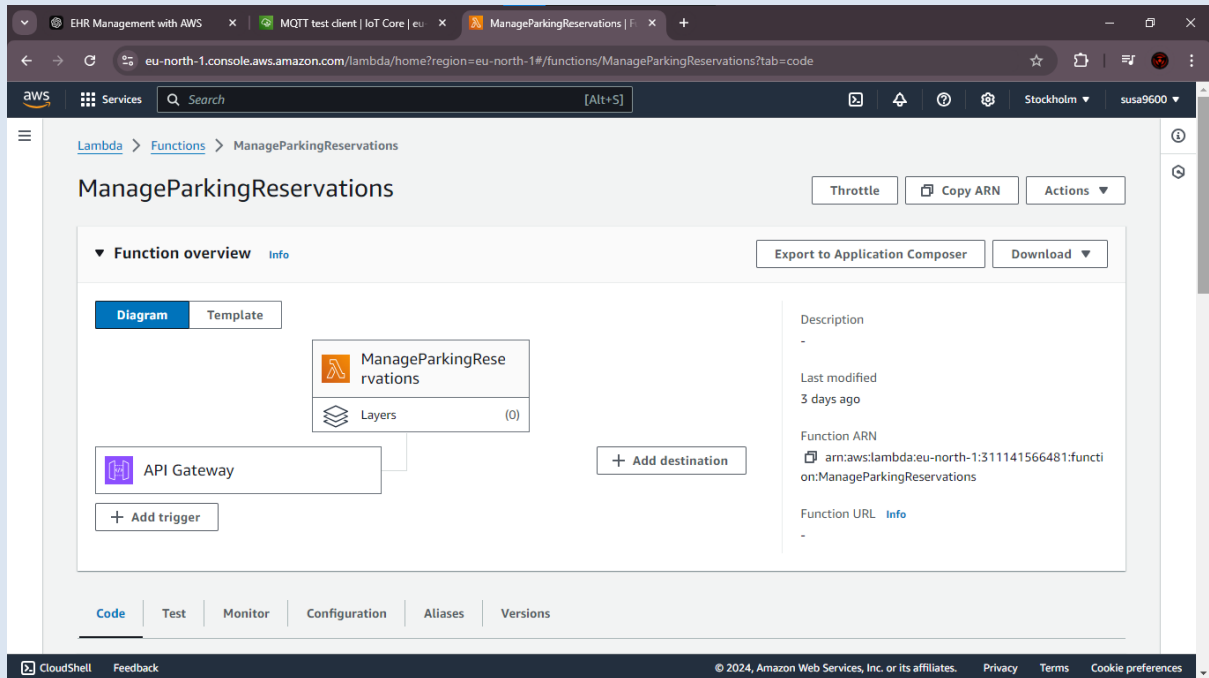 EHR Management with AWS
MQTT test client | IoT Core | eu-
ManageParkingReservations | F
eu-north-1.console.aws.amazon.com/lambda/home?region=eu-north-1#/functions/ManageParkingReservations?tab=code
aws
Services
Search
[Alt+S]
Stockholm
susa9600
Lambda > Functions > ManageParkingReservations
ManageParkingReservations
Throttle
Copy ARN
Actions
Function overview Info
Export to Application Composer
Download
Diagram
Template
ManageParkingRese
rvations
Layers (0)
API Gateway
+ Add trigger
+ Add destination
Description
-
Last modified
3 days ago
Function ARN
arn:aws:lambda:eu-north-1:311141566481:functi
on:ManageParkingReservations
Function URL Info
-
Code
Test
Monitor
Configuration
Aliases
Versions
CloudShell
Feedback
© 2024, Amazon Web Services, Inc. or its affiliates.
Privacy
Terms
Cookie preferences